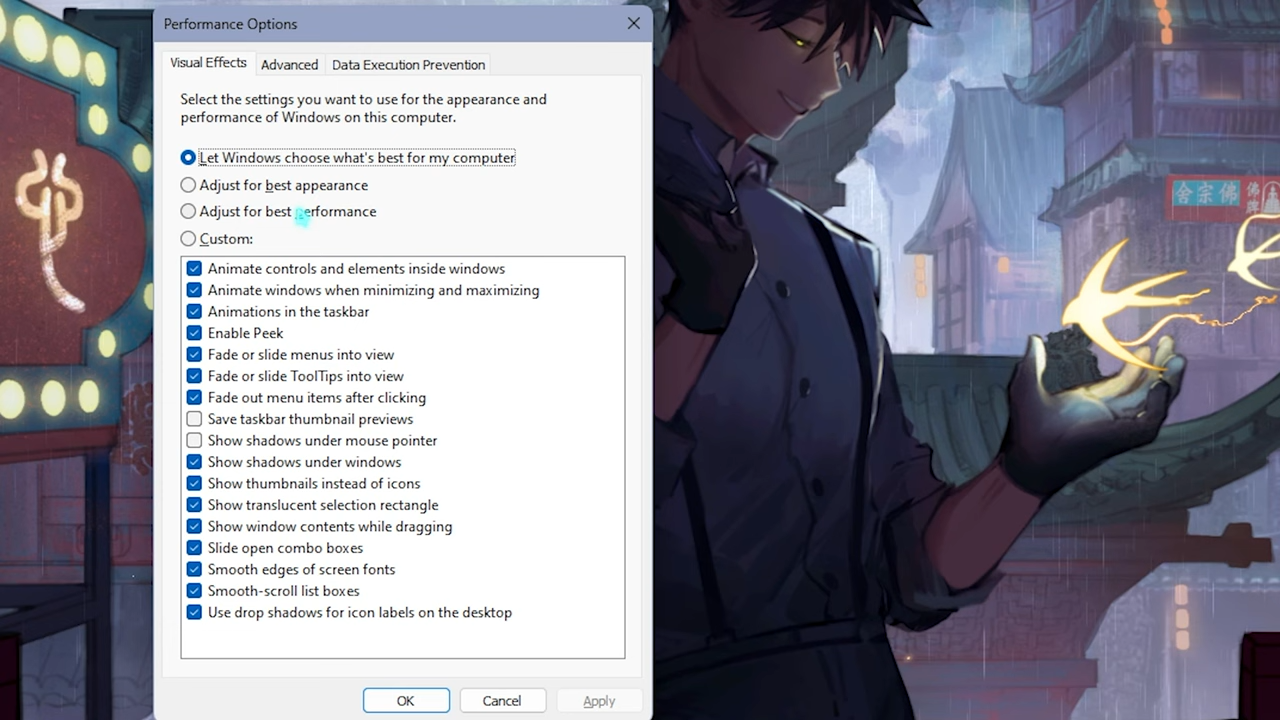 Performance Options
Visual Effects
Advanced
Data Execution Prevention
Select the settings you want to use for the appearance and
performance of Windows on this computer.
Let Windows choose what's best for my computer
Adjust for best appearance
Adjust for best performance
Custom:
Animate controls and elements inside windows
Animate windows when minimizing and maximizing
Animations in the taskbar
Enable Peek
Fade or slide menus into view
Fade or slide ToolTips into view
Fade out menu items after clicking
Save taskbar thumbnail previews
Show shadows under mouse pointer
Show shadows under windows
Show thumbnails instead of icons
Show translucent selection rectangle
Show window contents while dragging
Slide open combo boxes
Smooth edges of screen fonts
Smooth-scroll list boxes
Use drop shadows for icon labels on the desktop
OK
Cancel
Apply
舍宗佛
佛牌